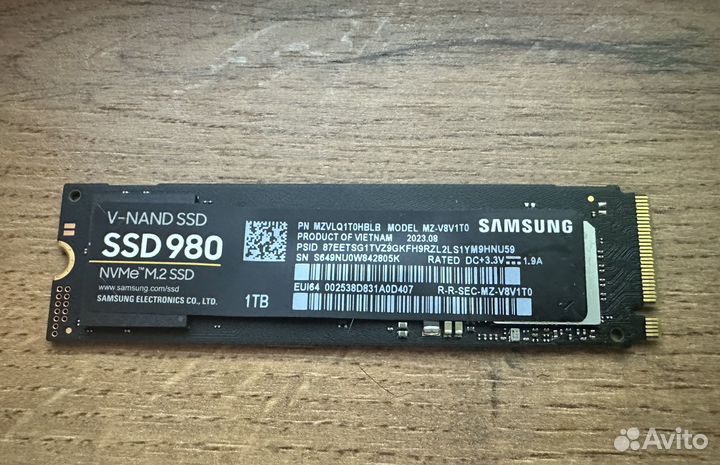 V-NAND SSD
SSD 980
NVMe™ M.2 SSD
www.samsung.com/ssd
SAMSUNG ELECTRONICS CO., LTD.
1TB
PN MZVLQ1T0HBLB MODEL MZ-V8V1T0
PRODUCT OF VIETNAM 2023.08
PSID 87EETSG1TVZ9GKFH9RZL2LS1YM9HNU59
SN S649NU0W842805K RATED DC+3.3V 1.9A
EUI64 002538D831A0D407 R-R-SEC-MZ-V8V1T0
SAMSUNG
Avito